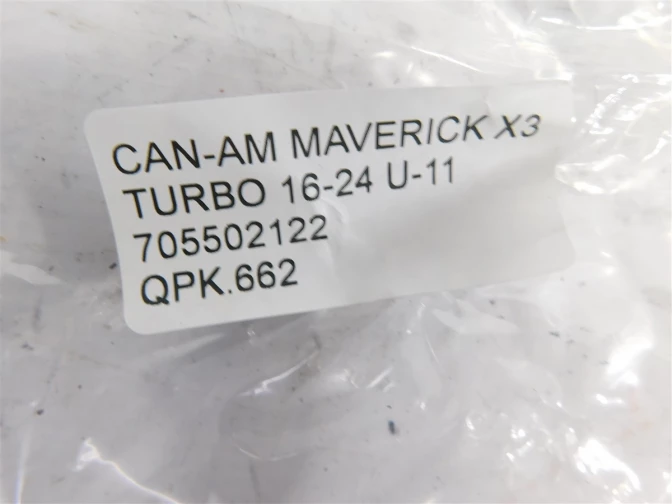 CAN-AM MAVERICK X3
TURBO 16-24 U-11
705502122
QPK.662